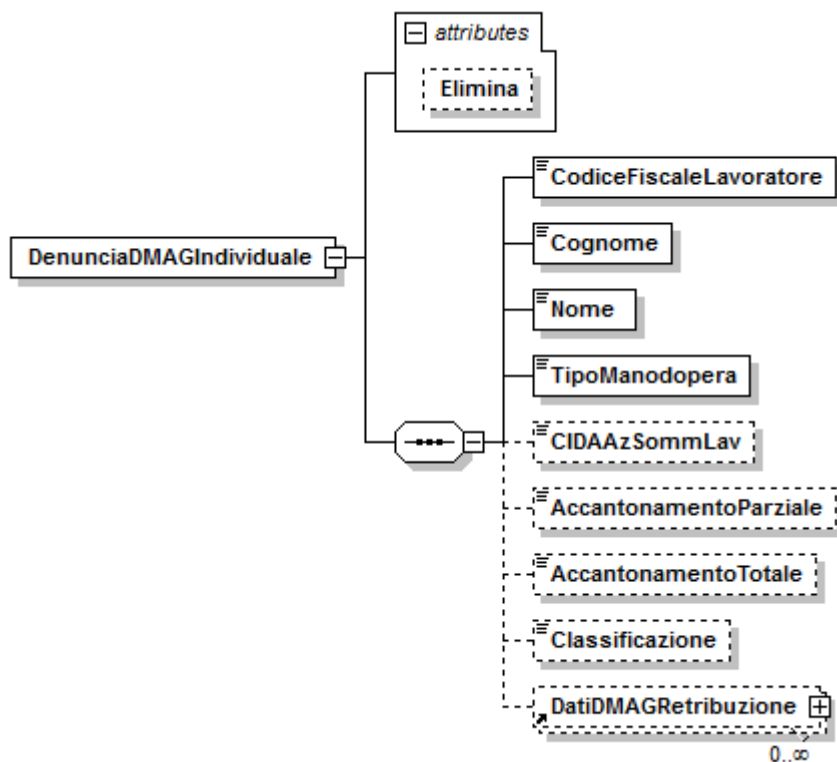 attributes
Elimina
DenunciaDMAGIndividuale
CodiceFiscaleLavoratore
Cognome
Nome
TipoManodopera
CIDAAzSommLav
AccantonamentoParziale
AccantonamentoTotale
Classificazione
DatiDMAGRetribuzione
0..∞